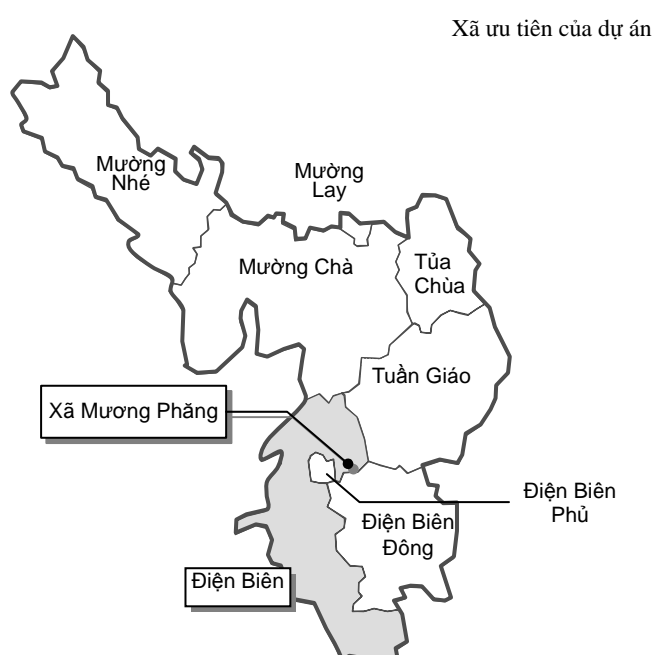 Xã ưu tiên của dự án
Mường
Nhé
Mường
Lay
Mường Chà
Tủa
Chùa
Tuần Giáo
Xã Mương Phăng
Điện Biên
Phủ
Điện Biên
Đông
Điện Biên